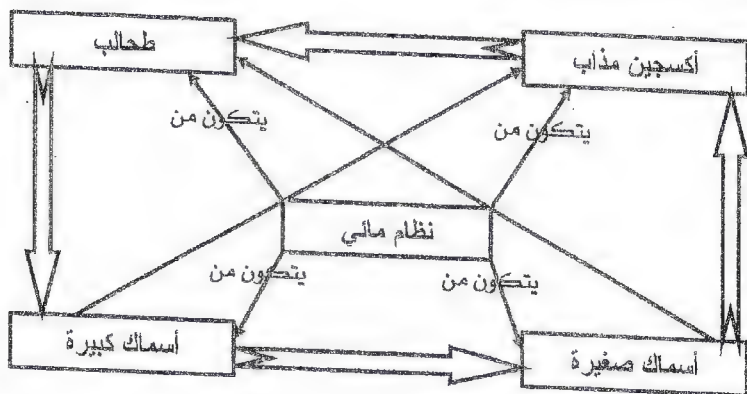 أكسجين مذاب
طحالب
يتكون من
يتكون من
نظام مائي
يتكون من
يتكون من
أسماك صغيرة
أسماك كبيرة